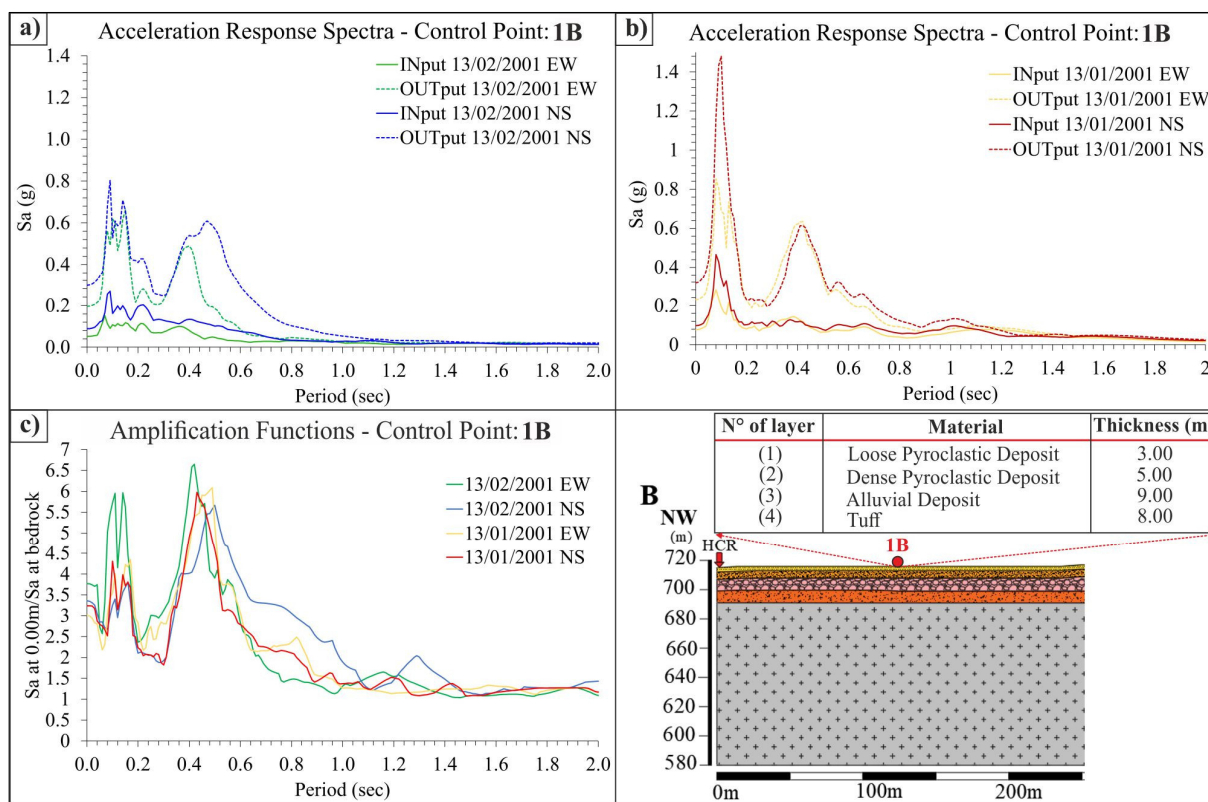 a)
Acceleration Response Spectra - Control Point: 1B
INput 13/02/2001 EW
OUTput 13/02/2001 EW
INput 13/02/2001 NS
OUTput 13/02/2001 NS
Sa (g)
1.4
1.2
1.0
0.8
0.6
0.4
0.2
0.0
0.0 0.2 0.4 0.6 0.8 1.0 1.2 1.4 1.6 1.8 2.0
Period (sec)
b)
Acceleration Response Spectra - Control Point: 1B
INput 13/01/2001 EW
OUTput 13/01/2001 EW
INput 13/01/2001 NS
OUTput 13/01/2001 NS
Sa (g)
1.4
1.2
1.0
0.8
0.6
0.4
0.2
0
0.0 0.2 0.4 0.6 0.8 1.0 1.2 1.4 1.6 1.8 2
Period (sec)
c)
Amplification Functions - Control Point: 1B
13/02/2001 EW
13/02/2001 NS
13/01/2001 EW
13/01/2001 NS
Sa at 0.00m/Sa at bedrock
7
6.5
6
5.5
5
4.5
4
3.5
3
2.5
2
1.5
1
0.5
0
0.0 0.2 0.4 0.6 0.8 1.0 1.2 1.4 1.6 1.8 2.0
Period (sec)
N° of layer Material Thickness (m
(1) Loose Pyroclastic Deposit 3.00
(2) Dense Pyroclastic Deposit 5.00
(3) Alluvial Deposit 9.00
(4) Tuff 8.00
B
NW
(m)
HCR
1B
720
700
680
660
640
620
600
580
0m 100m 200m